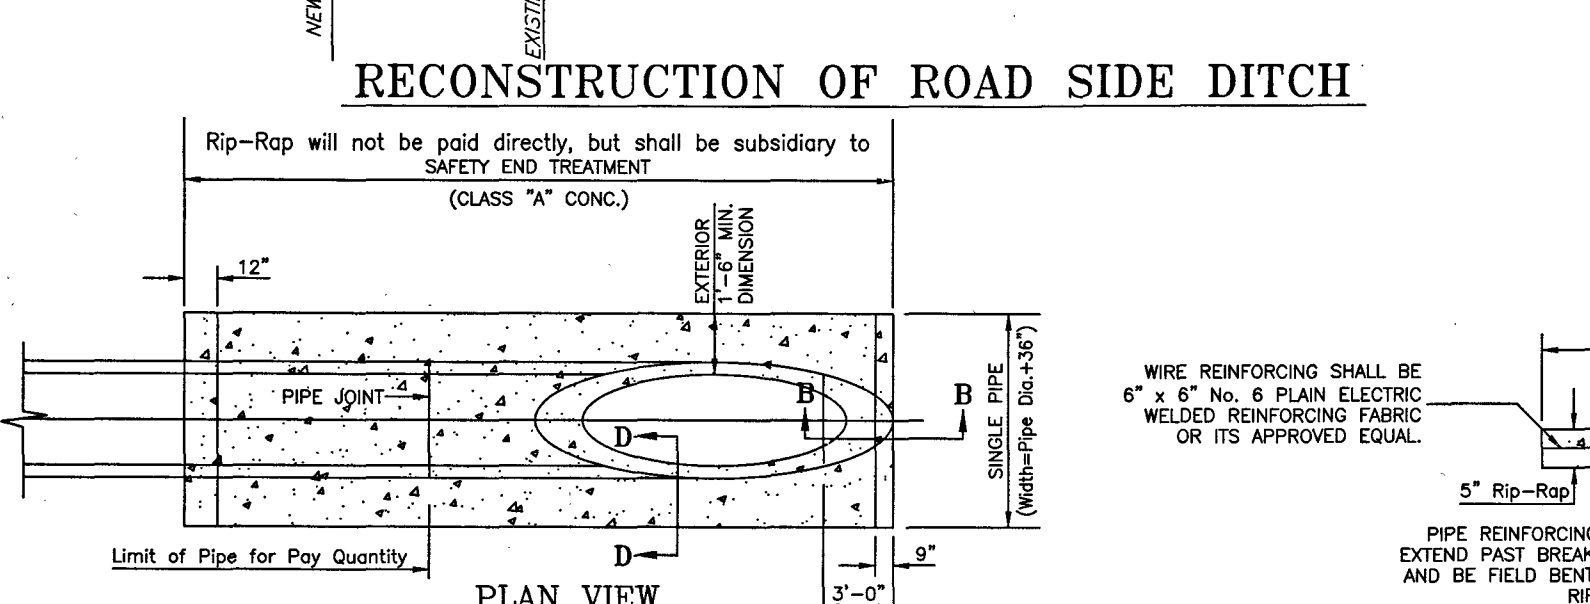 NEW
EXISTI
RECONSTRUCTION OF ROAD SIDE DITCH
Rip-Rap will not be paid directly, but shall be subsidiary to
SAFETY END TREATMENT
(CLASS "A" CONC.)
12"
EXTERIOR
1'-6" MIN.
DIMENSION
PIPE JOINT
B
B
D
D
SINGLE PIPE
(Width=Pipe Dia.+36")
Limit of Pipe for Pay Quantity
9"
3'-0"
PLAN VIEW
WIRE REINFORCING SHALL BE
6" x 6" No. 6 PLAIN ELECTRIC
WELDED REINFORCING FABRIC
OR ITS APPROVED EQUAL.
5" Rip-Rap
PIPE REINFORCING
EXTEND PAST BREAK
AND BE FIELD BENT
RIP